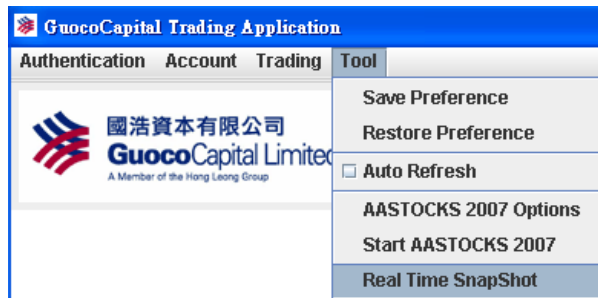 GuocoCapital Trading Application
Authentication Account Trading Tool
Save Preference
Restore Preference
Auto Refresh
AASTOCKS 2007 Options
Start AASTOCKS 2007
Real Time SnapShot
國浩資本有限公司
GuocoCapital Limited
A Member of the Hong Leong Group